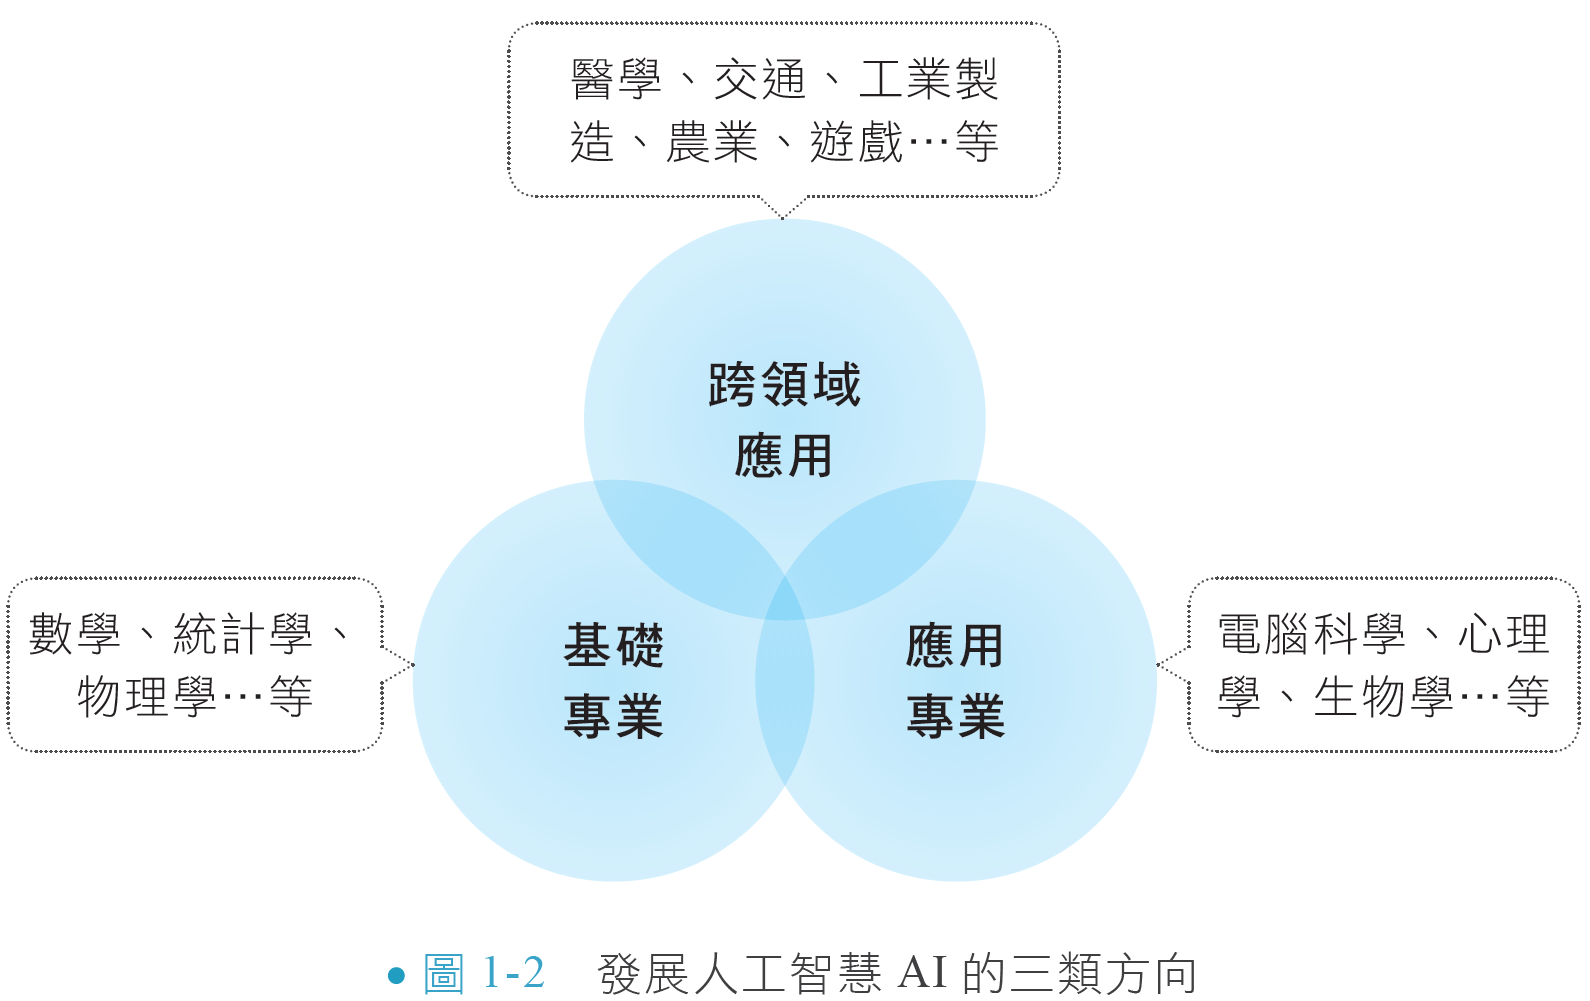 醫學、交通、工業製
造、農業、遊戲…等
跨領域
應用
數學、統計學、
物理學…等
基礎
專業
應用
專業
電腦科學、心理
學、生物學…等
• 圖 1-2 發展人工智慧 AI 的三類方向